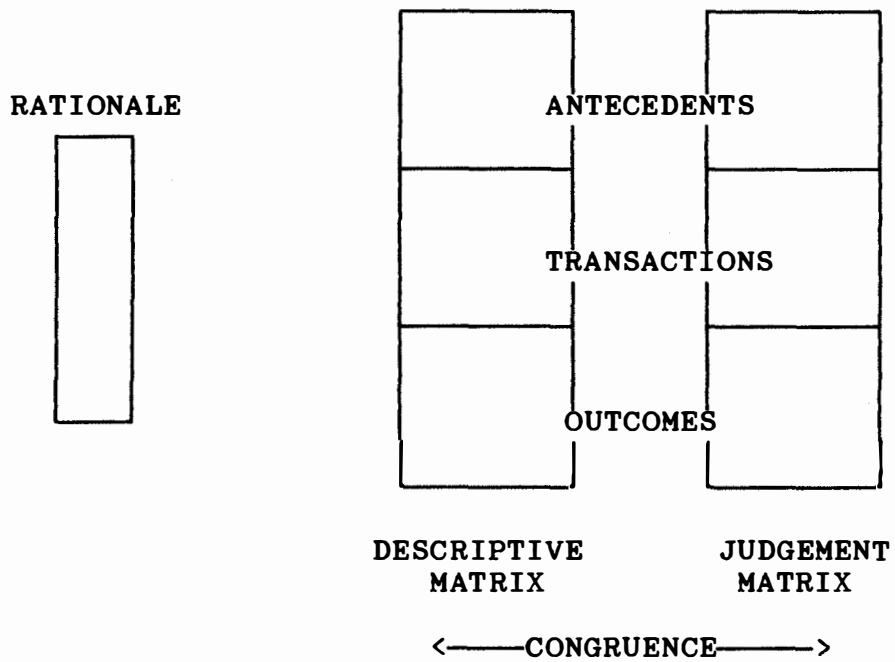 RATIONALE
ANTECEDENTS
TRANSACTIONS
OUTCOMES
DESCRIPTIVE
MATRIX
JUDGEMENT
MATRIX
<——CONGRUENCE——>